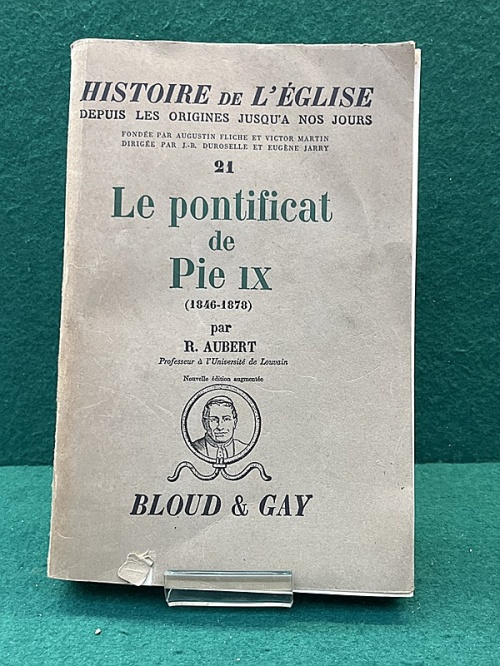 HISTOIRE DE L'ÉGLISE
DEPUIS LES ORIGINES JUSQU'A NOS JOURS
FONDÉE PAR AUGUSTIN FLICHE ET VICTOR MARTIN
DIRIGÉE PAR J.-B. DUROSELLE ET EUGÈNE JARRY
21
Le pontificat
de
Pie IX
(1846-1878)
par
R. AUBERT
Professeur à l'Université de Louvain
Nouvelle édition augmentée
BLOUD & GAY